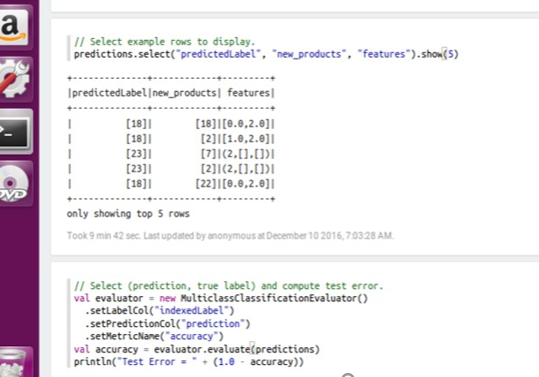 // Select example rows to display.
predictions.select("predictedLabel", "new_products", "features").show(5)
+--------------+------------+---------+
|predictedLabel|new_products| features|
+--------------+------------+---------+
| [18]| [18]|[0.0,2.0]|
| [18]| [2]|[1.0,2.0]|
| [23]| [7]|(2,[],[])|
| [23]| [2]|(2,[],[])|
| [18]| [22]|[0.0,2.0]|
+--------------+------------+---------+
only showing top 5 rows
Took 9 min 42 sec. Last updated by anonymous at December 10 2016, 7:03:28 AM.
// Select (prediction, true label) and compute test error.
val evaluator = new MulticlassClassificationEvaluator()
.setLabelCol("indexedLabel")
.setPredictionCol("prediction")
.setMetricName("accuracy")
val accuracy = evaluator.evaluate(predictions)
println("Test Error = " + (1.0 - accuracy))
DVD